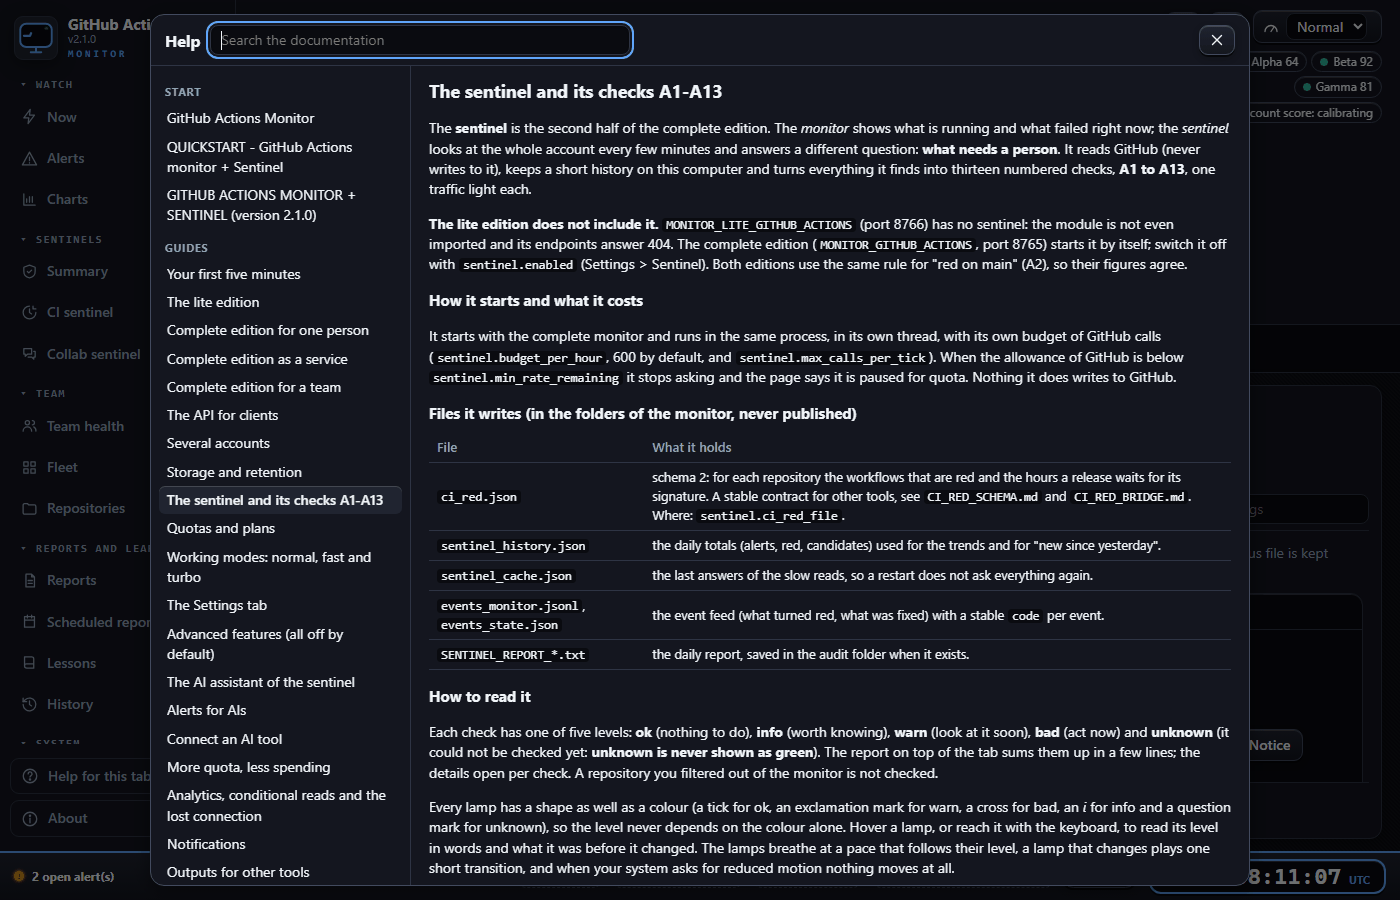 GitHub Acti
v2.1.0
MONITOR
WATCH
Now
Alerts
Charts
SENTINELS
Summary
CI sentinel
Collab sentinel
TEAM
Team health
Fleet
Repositories
REPORTS AND LEA
Reports
Scheduled repor
Lessons
History
SYSTEM
Help for this tab
About
2 open alert(s)
Help
Search the documentation
START
GitHub Actions Monitor
QUICKSTART - GitHub Actions
monitor + Sentinel
GITHUB ACTIONS MONITOR +
SENTINEL (version 2.1.0)
GUIDES
Your first five minutes
The lite edition
Complete edition for one person
Complete edition as a service
Complete edition for a team
The API for clients
Several accounts
Storage and retention
The sentinel and its checks A1-A13
Quotas and plans
Working modes: normal, fast and
turbo
The Settings tab
Advanced features (all off by
default)
The AI assistant of the sentinel
Alerts for AIs
Connect an AI tool
More quota, less spending
Analytics, conditional reads and the
lost connection
Notifications
Outputs for other tools
The sentinel and its checks A1-A13
The sentinel is the second half of the complete edition. The monitor shows what is running and what failed right now; the sentinel
looks at the whole account every few minutes and answers a different question: what needs a person. It reads GitHub (never
writes to it), keeps a short history on this computer and turns everything it finds into thirteen numbered checks, A1 to A13, one
traffic light each.
The lite edition does not include it. MONITOR_LITE_GITHUB_ACTIONS (port 8766) has no sentinel: the module is not even
imported and its endpoints answer 404. The complete edition ( MONITOR_GITHUB_ACTIONS , port 8765) starts it by itself; switch it off
with sentinel.enabled (Settings > Sentinel). Both editions use the same rule for "red on main" (A2), so their figures agree.
How it starts and what it costs
It starts with the complete monitor and runs in the same process, in its own thread, with its own budget of GitHub calls
( sentinel.budget_per_hour , 600 by default, and sentinel.max_calls_per_tick ). When the allowance of GitHub is below
sentinel.min_rate_remaining it stops asking and the page says it is paused for quota. Nothing it does writes to GitHub.
Files it writes (in the folders of the monitor, never published)
File What it holds
ci_red.json
schema 2: for each repository the workflows that are red and the hours a release waits for its
signature. A stable contract for other tools, see CI_RED_SCHEMA.md and CI_RED_BRIDGE.md .
Where: sentinel.ci_red_file .
sentinel_history.json the daily totals (alerts, red, candidates) used for the trends and for "new since yesterday".
sentinel_cache.json the last answers of the slow reads, so a restart does not ask everything again.
events_monitor.jsonl ,
events_state.json
the event feed (what turned red, what was fixed) with a stable code per event.
SENTINEL_REPORT_*.txt the daily report, saved in the audit folder when it exists.
How to read it
Each check has one of five levels: ok (nothing to do), info (worth knowing), warn (look at it soon), bad (act now) and unknown (it
could not be checked yet: unknown is never shown as green). The report on top of the tab sums them up in a few lines; the
details open per check. A repository you filtered out of the monitor is not checked.
Every lamp has a shape as well as a colour (a tick for ok, an exclamation mark for warn, a cross for bad, an i for info and a question
mark for unknown), so the level never depends on the colour alone. Hover a lamp, or reach it with the keyboard, to read its level
in words and what it was before it changed. The lamps breathe at a pace that follows their level, a lamp that changes plays one
short transition, and when your system asks for reduced motion nothing moves at all.
Normal
Alpha 64
Beta 92
Gamma 81
count score: calibrating
gs
us file is kept
Notice
8:11:07 UTC